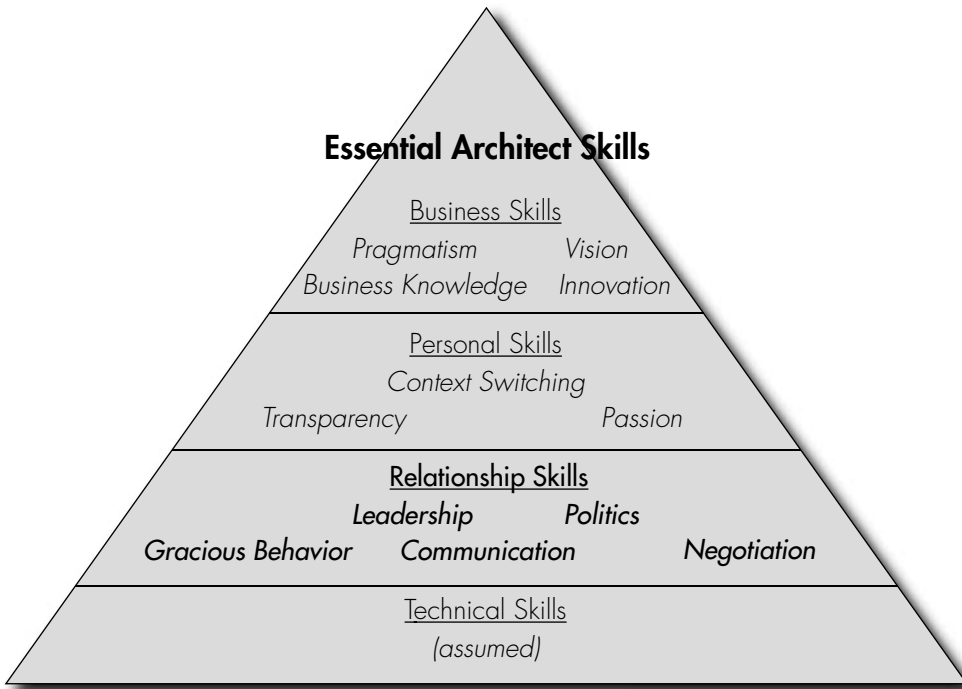 Essential Architect Skills
Business Skills
Pragmatism Vision
Business Knowledge Innovation
Personal Skills
Context Switching
Transparency Passion
Relationship Skills
Leadership Politics
Gracious Behavior Communication Negotiation
Technical Skills
(assumed)